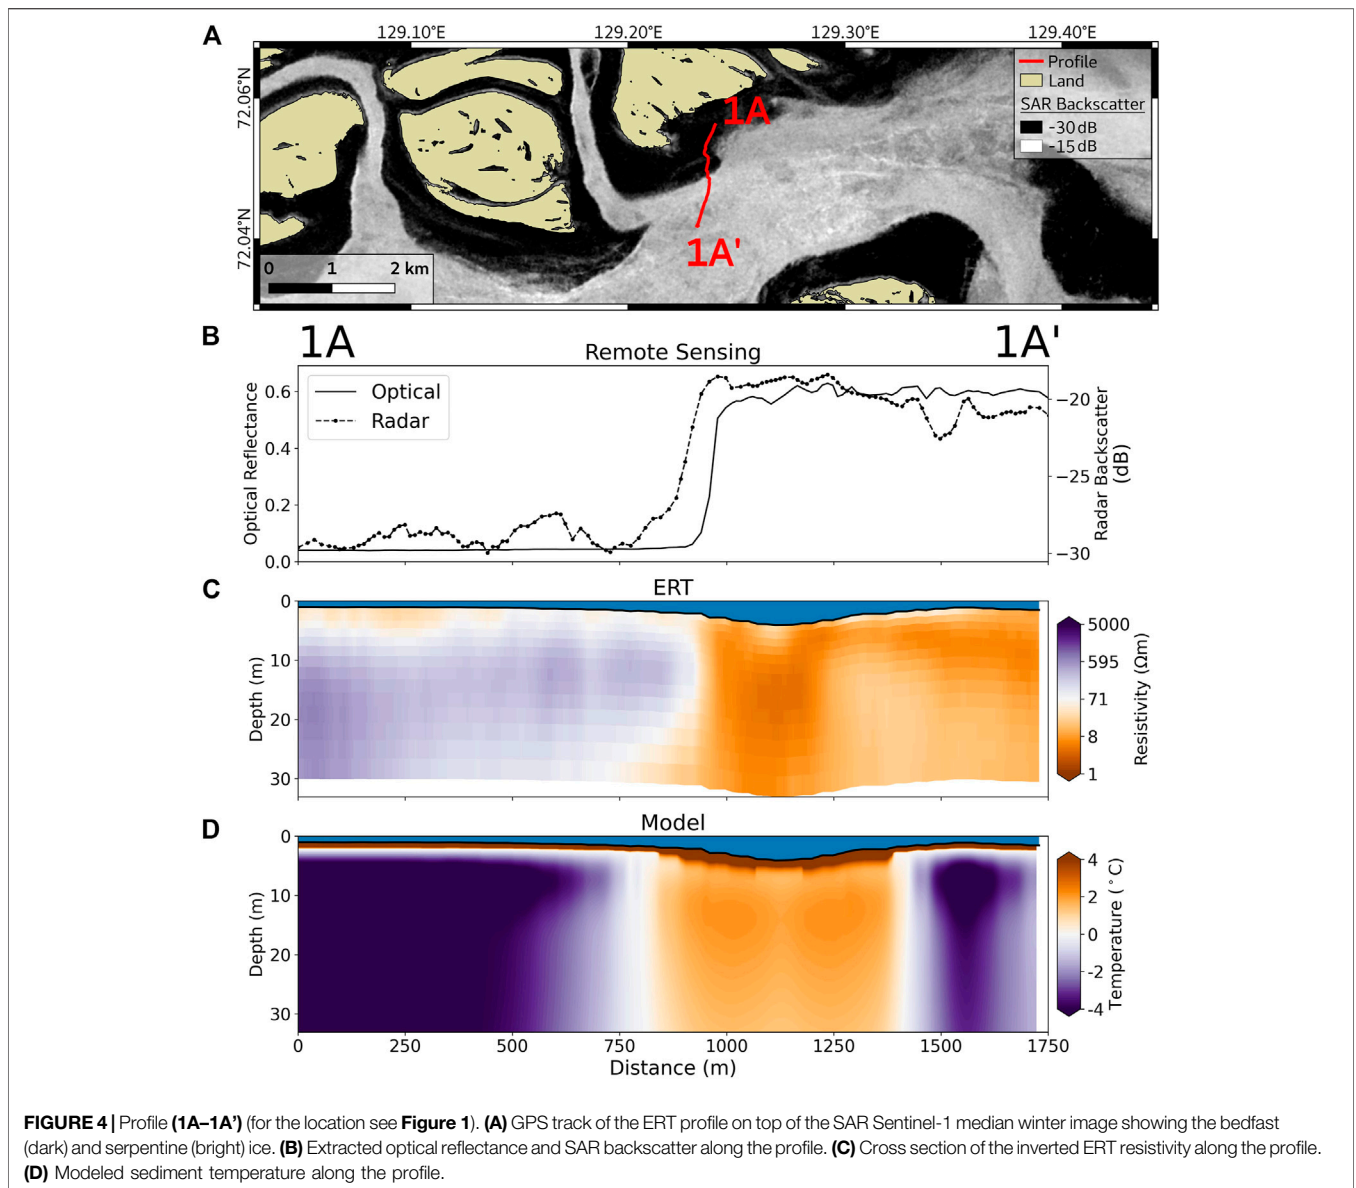 A
129.10°E 129.20°E 129.30°E 129.40°E
72.06°N
72.04°N
1A
1A'
Profile
Land
SAR Backscatter
-30 dB
-15 dB
0 1 2 km
B
1A 1A'
Remote Sensing
Optical
Radar
Optical Reflectance
0.6
0.4
0.2
0.0
−20
−25
−30
Radar Backscatter
(dB)
C
ERT
Depth (m)
0
10
20
30
5000
595
71
8
1
Resistivity (Ωm)
D
Model
Depth (m)
0
10
20
30
4
2
0
-2
-4
Temperature (°C)
0 250 500 750 1000 1250 1500 1750
Distance (m)
FIGURE 4 | Profile (1A–1A’) (for the location see Figure 1). (A) GPS track of the ERT profile on top of the SAR Sentinel-1 median winter image showing the bedfast
(dark) and serpentine (bright) ice. (B) Extracted optical reflectance and SAR backscatter along the profile. (C) Cross section of the inverted ERT resistivity along the profile.
(D) Modeled sediment temperature along the profile.